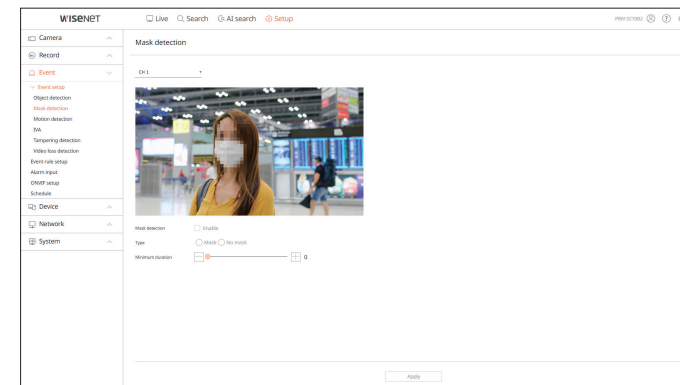 WISENET
Live
Search
AI search
Setup
PRN-3210B2
Camera
Record
Event
Event setup
Object detection
Mask detection
Motion detection
IVA
Tampering detection
Video loss detection
Event rule setup
Alarm input
ONVIF setup
Schedule
Device
Network
System
Mask detection
CH 1
Mask detection
Enable
Type
Mask
No mask
Minimum duration
0
Apply